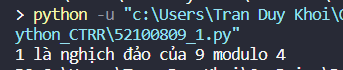 > python -u "c:\Users\Tran Duy Khoi\C
ython_CTRR\52100809_1.py"
1 là nghịch đảo của 9 modulo 4